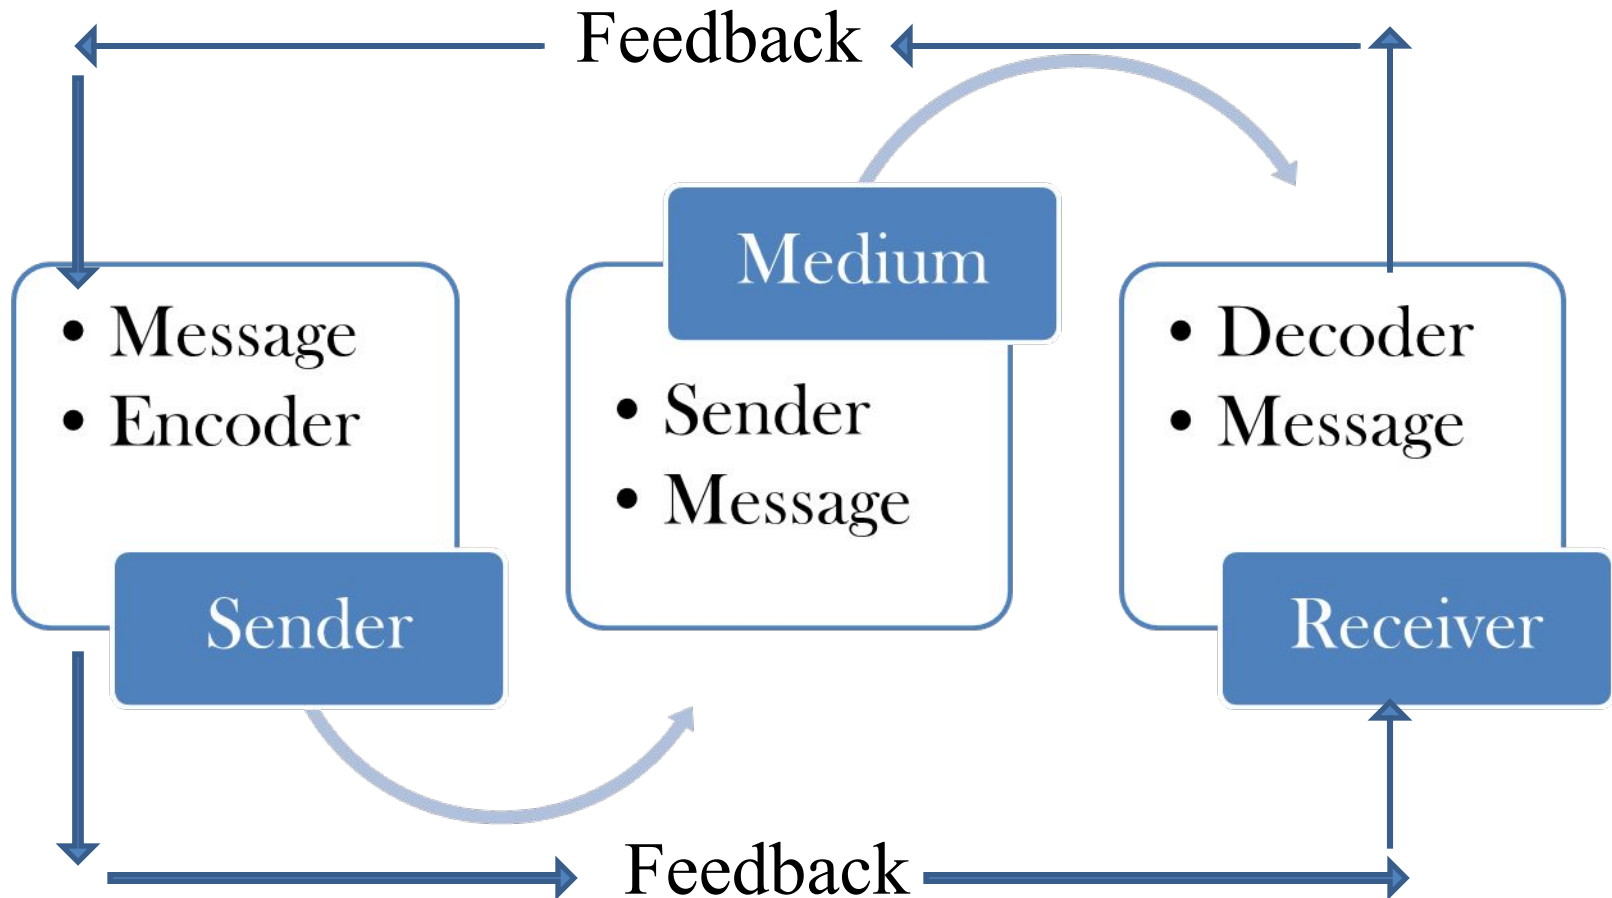 Feedback
• Message
• Encoder
Sender
Medium
• Sender
• Message
• Decoder
• Message
Receiver
Feedback